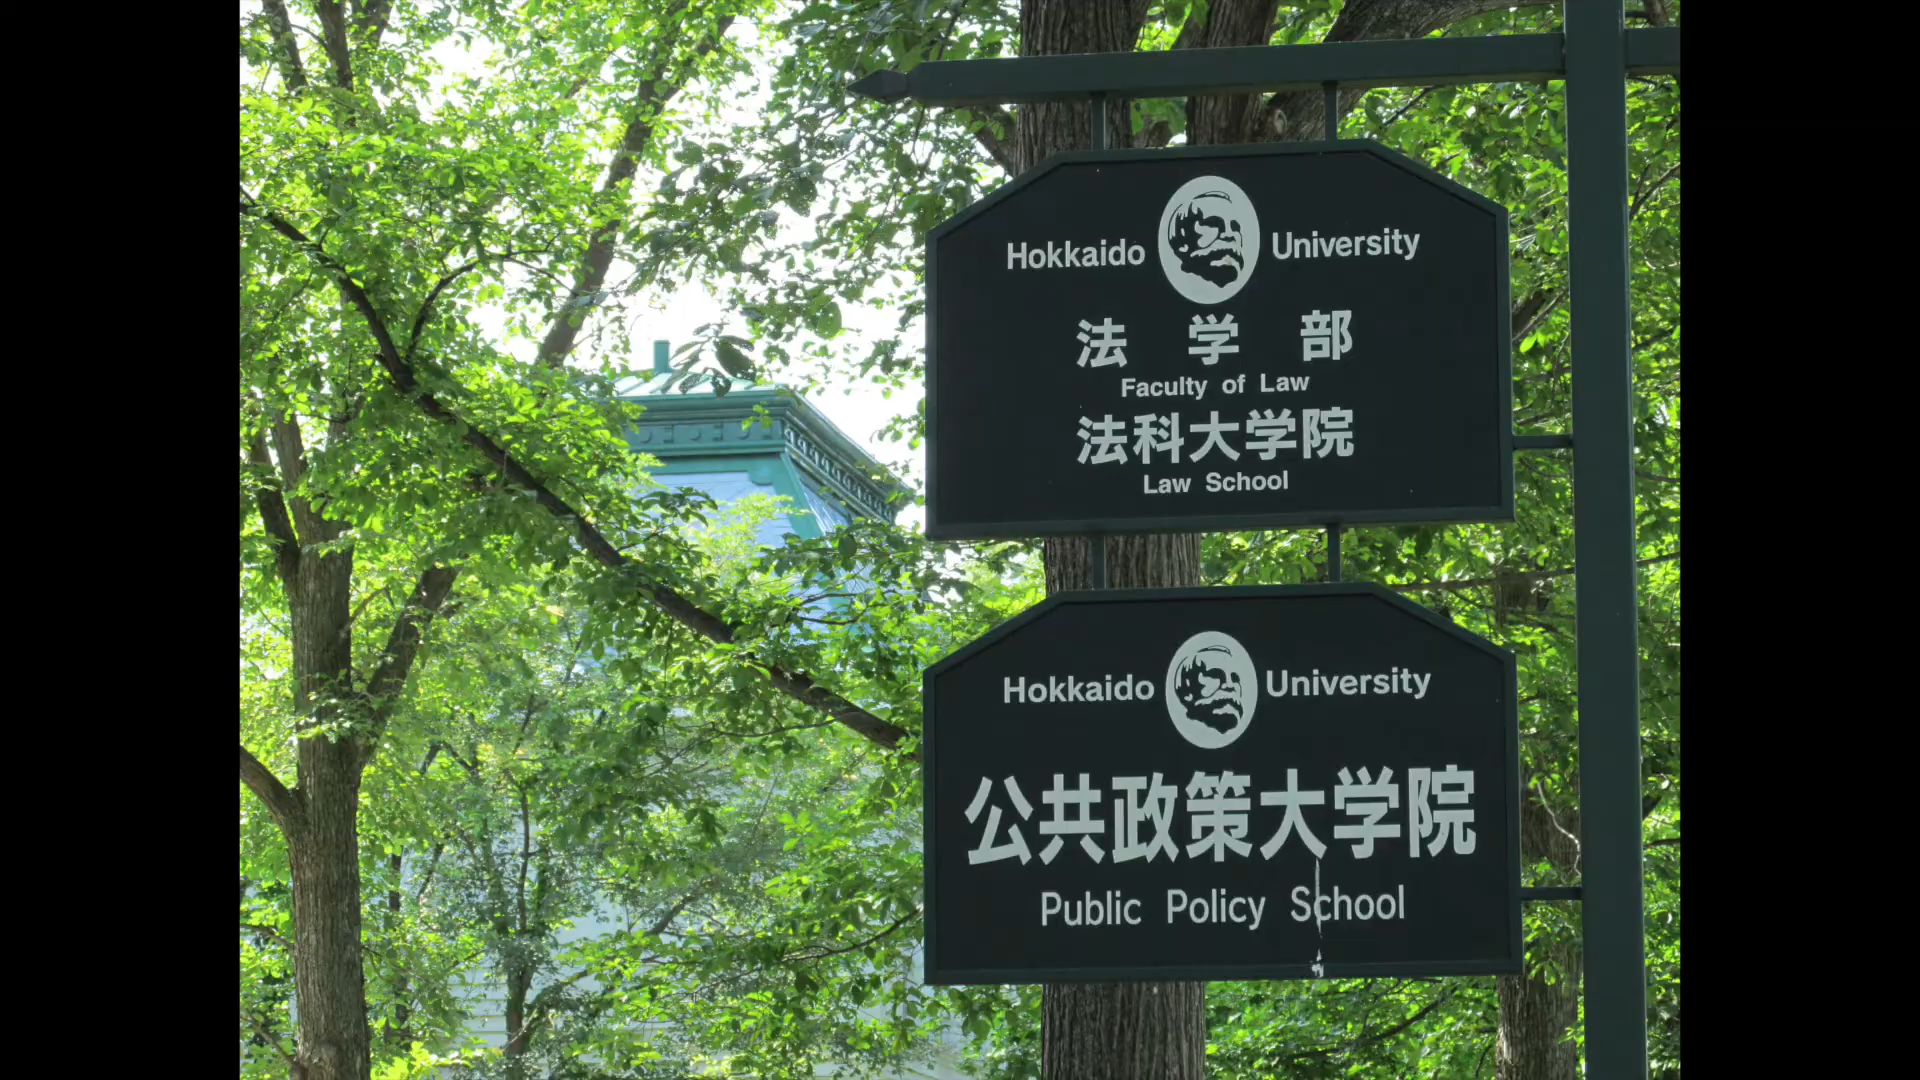 Hokkaido University
法学部
Faculty of Law
法科大学院
Law School
Hokkaido University
公共政策大学院
Public Policy School